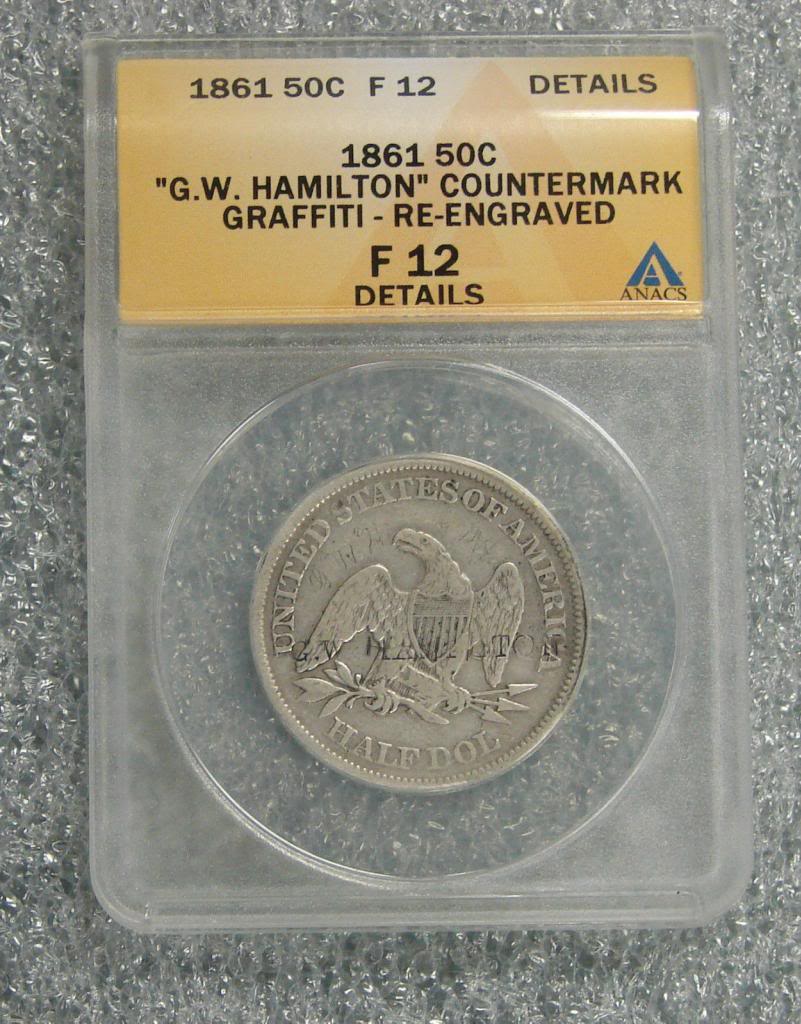 1861 50C F 12 DETAILS
1861 50C
"G.W. HAMILTON" COUNTERMARK
GRAFFITI - RE-ENGRAVED
F 12
DETAILS
ANACS
UNITED STATES OF AMERICA
G.W. HAMILTON
HALF DOL